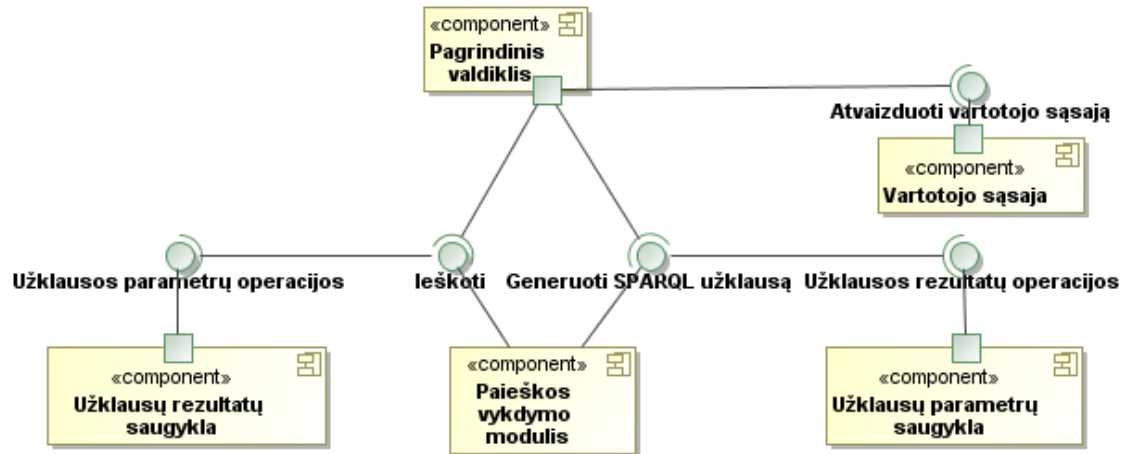 «component»
Pagrindinis
valdiklis
Atvaizduoti vartotojo sąsają
«component»
Vartotojo sąsaja
Užklausos parametrų operacijos
Ieškoti
Generuoti SPARQL užklausą
Užklausos rezultatų operacijos
«component»
Užklausų rezultatų
saugykla
«component»
Paieškos
vykdymo
modulis
«component»
Užklausų parametrų
saugykla